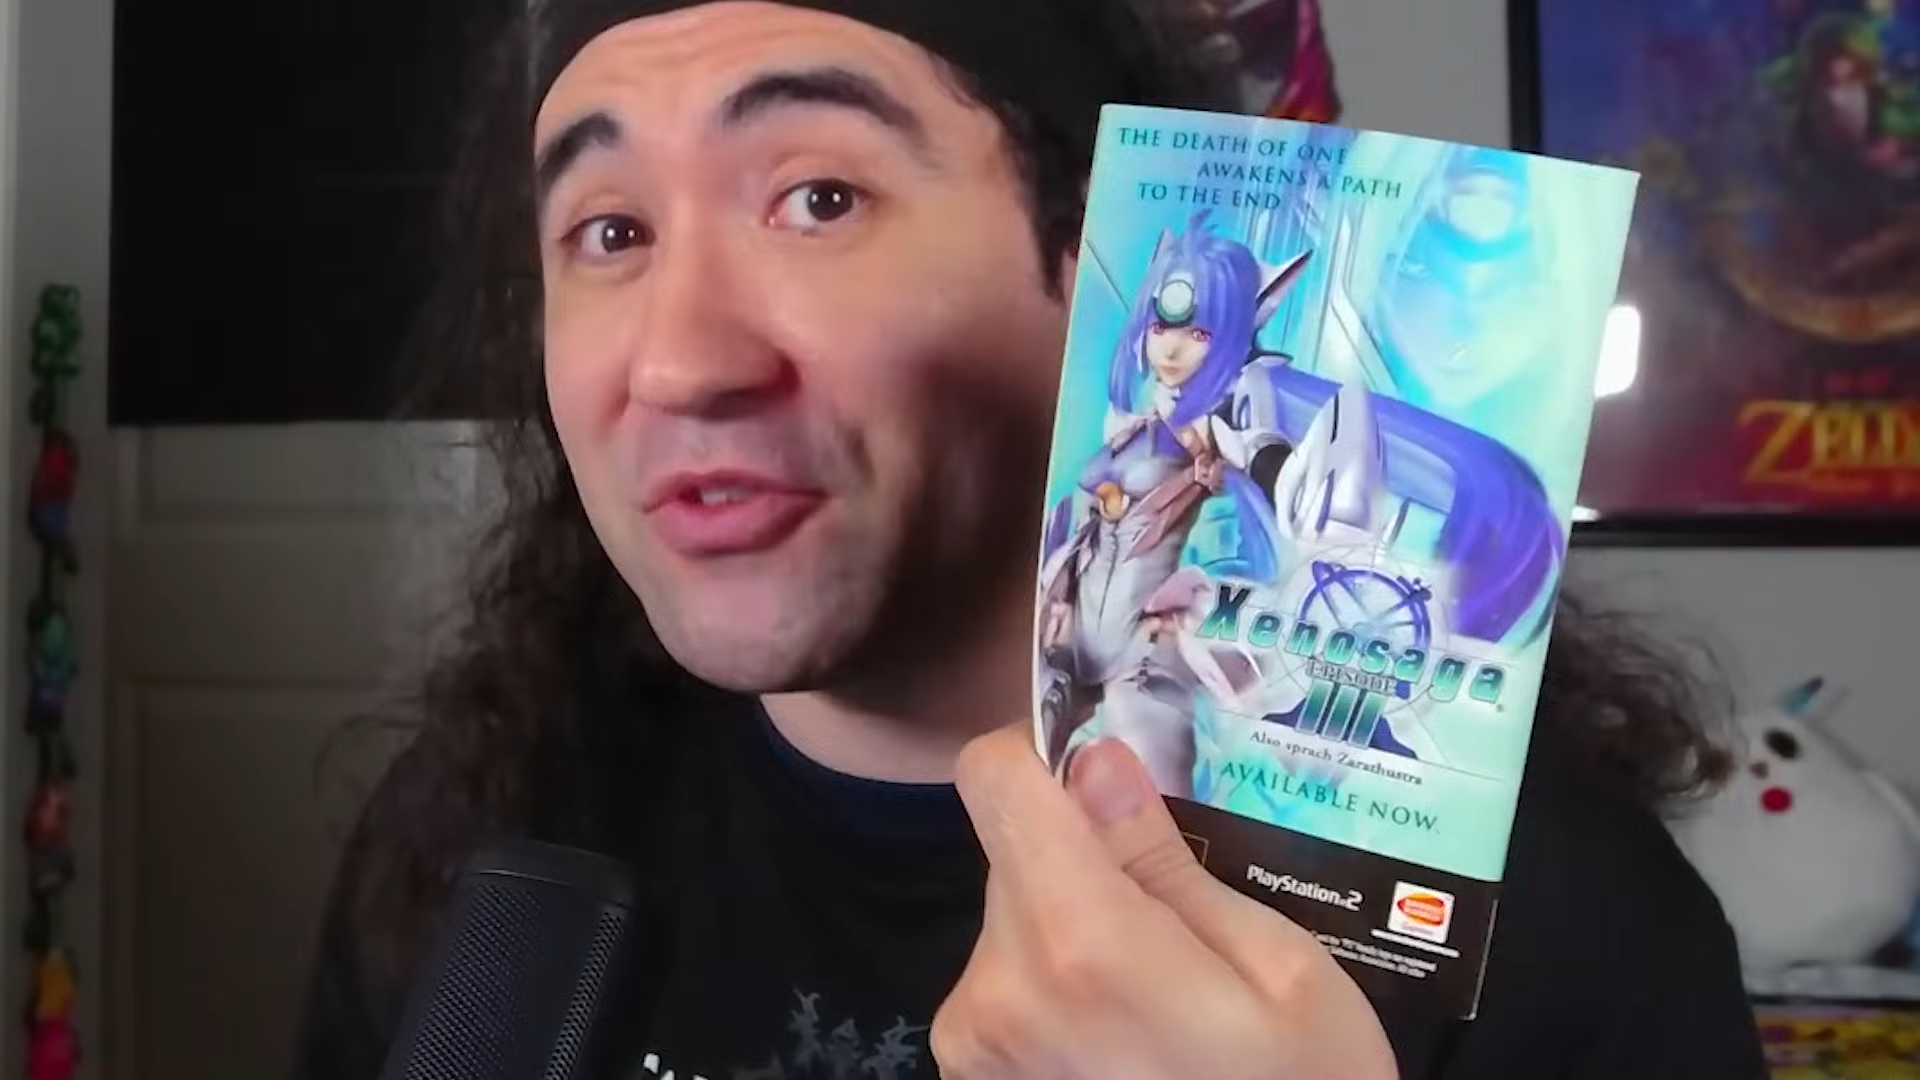 THE DEATH OF ONE
AWAKENS A PATH
TO THE END
Xenosaga
EPISODE
III
Also sprach Zarathustra
AVAILABLE NOW.
PlayStation.2
ZELD